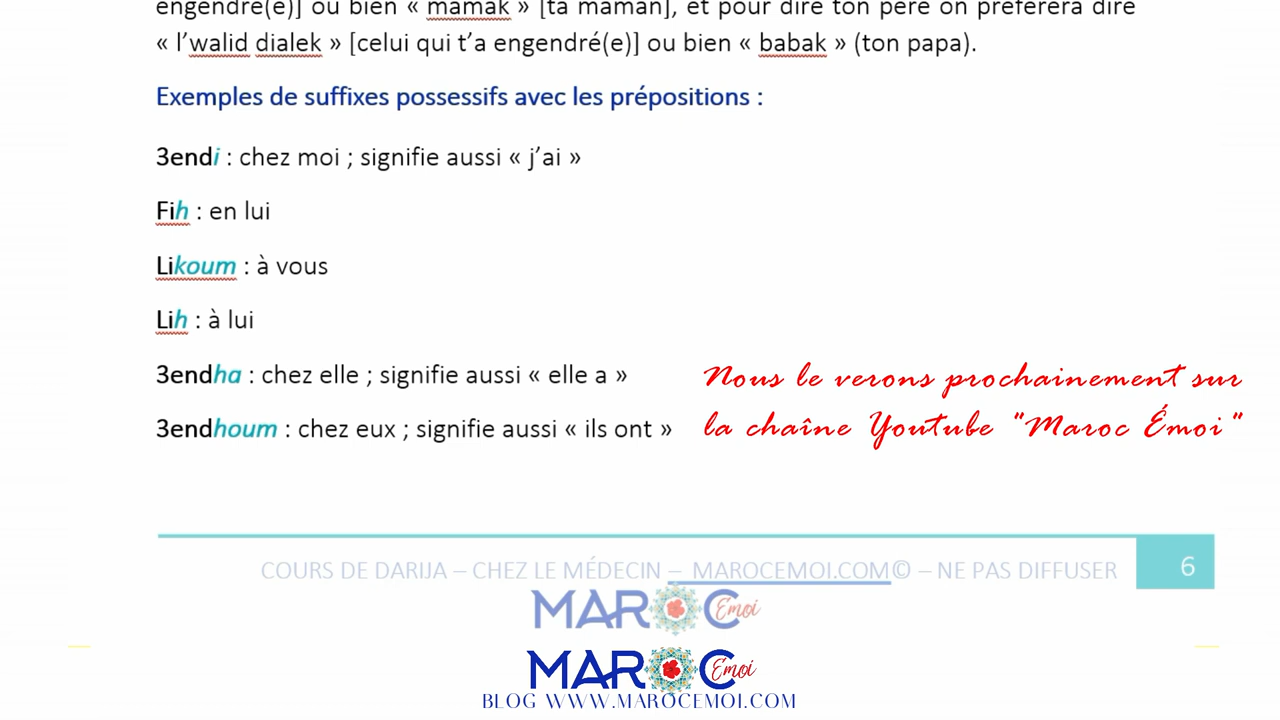 engendré(e)] ou bien « mamak » [ta maman], et pour dire ton père on préfèrera dire
« l’walid dialek » [celui qui t’a engendré(e)] ou bien « babak » (ton papa).
Exemples de suffixes possessifs avec les prépositions :
3endi : chez moi ; signifie aussi « j’ai »
Fih : en lui
Likoum : à vous
Lih : à lui
3endha : chez elle ; signifie aussi « elle a »
3endhoum : chez eux ; signifie aussi « ils ont »
Nous le verons prochainement sur
la chaîne Youtube "Maroc Émoi"
COURS DE DARIJA – CHEZ LE MÉDECIN – MAROCEMOI.COM© – NE PAS DIFFUSER
6
MAROC Émoi
MAROC Émoi
BLOG WWW.MAROCEMOI.COM